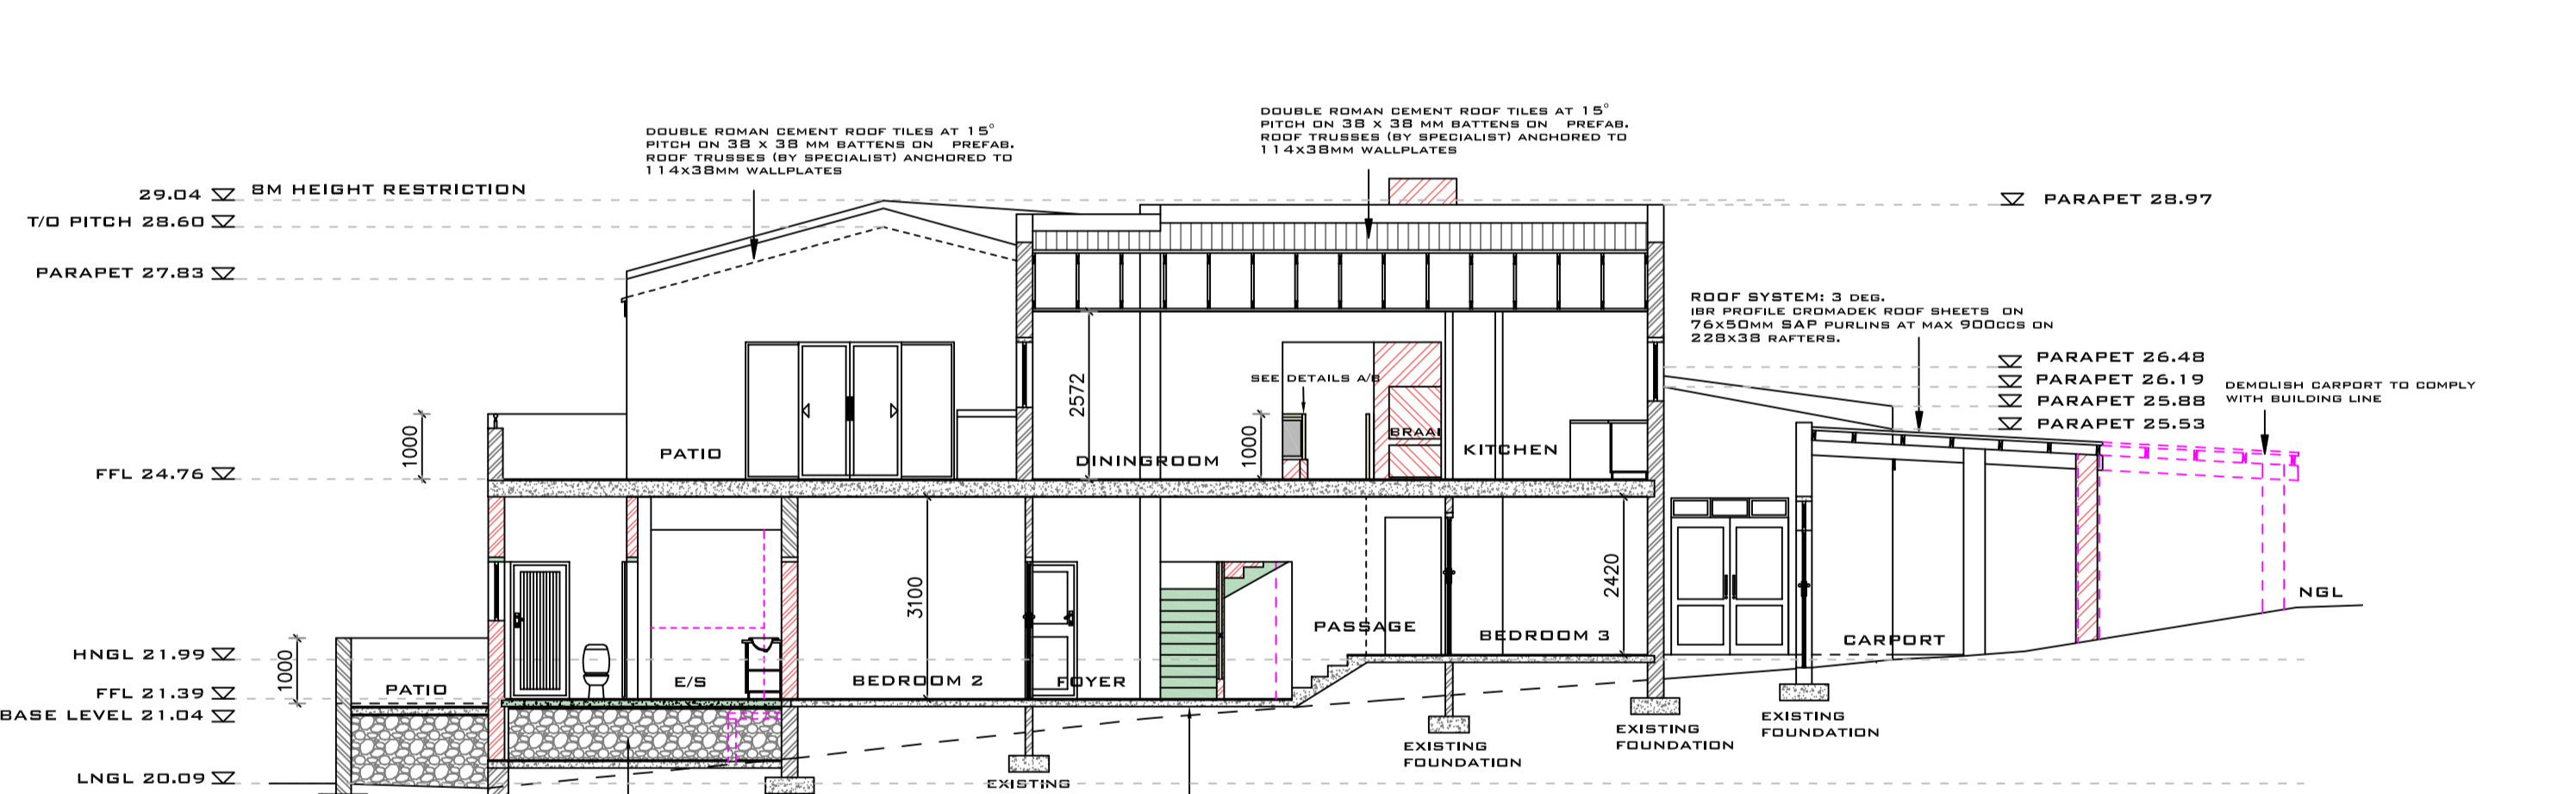 DOUBLE ROMAN CEMENT ROOF TILES AT 15°
PITCH ON 38 X 38 MM BATTENS ON PREFAB.
ROOF TRUSSES (BY SPECIALIST) ANCHORED TO
114X38MM WALLPLATES
DOUBLE ROMAN CEMENT ROOF TILES AT 15°
PITCH ON 38 X 38 MM BATTENS ON PREFAB.
ROOF TRUSSES (BY SPECIALIST) ANCHORED TO
114X38MM WALLPLATES
29.04 8M HEIGHT RESTRICTION
T/O PITCH 28.60
PARAPET 27.83
PARAPET 28.97
ROOF SYSTEM: 3 DEG.
IBR PROFILE CROMADEK ROOF SHEETS ON
76X50MM SAP PURLINS AT MAX 900CCS ON
228X38 RAFTERS.
PARAPET 26.48
PARAPET 26.19
PARAPET 25.88
PARAPET 25.53
DEMOLISH CARPORT TO COMPLY
WITH BUILDING LINE
SEE DETAILS A/B
2572
1000
1000
BRAAI
PATIO
DININGROOM
KITCHEN
FFL 24.76
3100
2420
NGL
PASSAGE
BEDROOM 3
CARPORT
HNGL 21.99
1000
E/S
BEDROOM 2
FOYER
PATIO
FFL 21.39
BASE LEVEL 21.04
LNGL 20.09
EXISTING
EXISTING
FOUNDATION
EXISTING
FOUNDATION
EXISTING
FOUNDATION